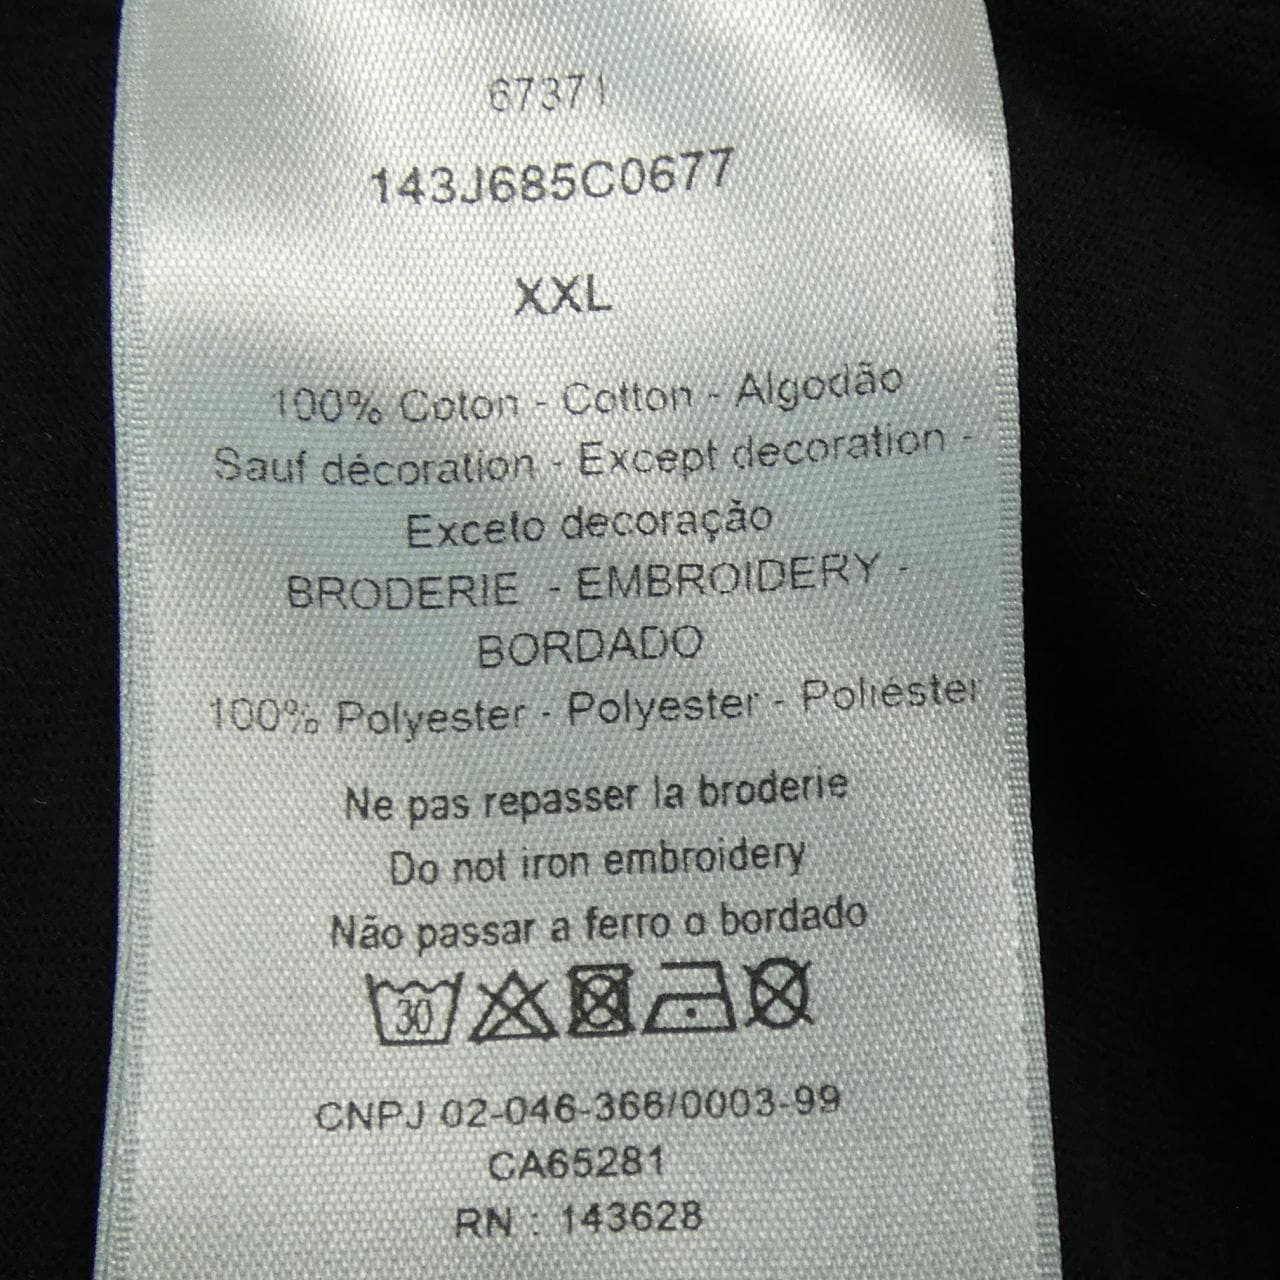 67371
143J685C0677
XXL
100% Coton - Cotton - Algodão
Sauf décoration - Except decoration -
Exceto decoração
BRODERIE - EMBROIDERY -
BORDADO
100% Polyester - Polyester - Poliéster
Ne pas repasser la broderie
Do not iron embroidery
Não passar a ferro o bordado
30
CNPJ 02-046-366/0003-99
CA65281
RN : 143628